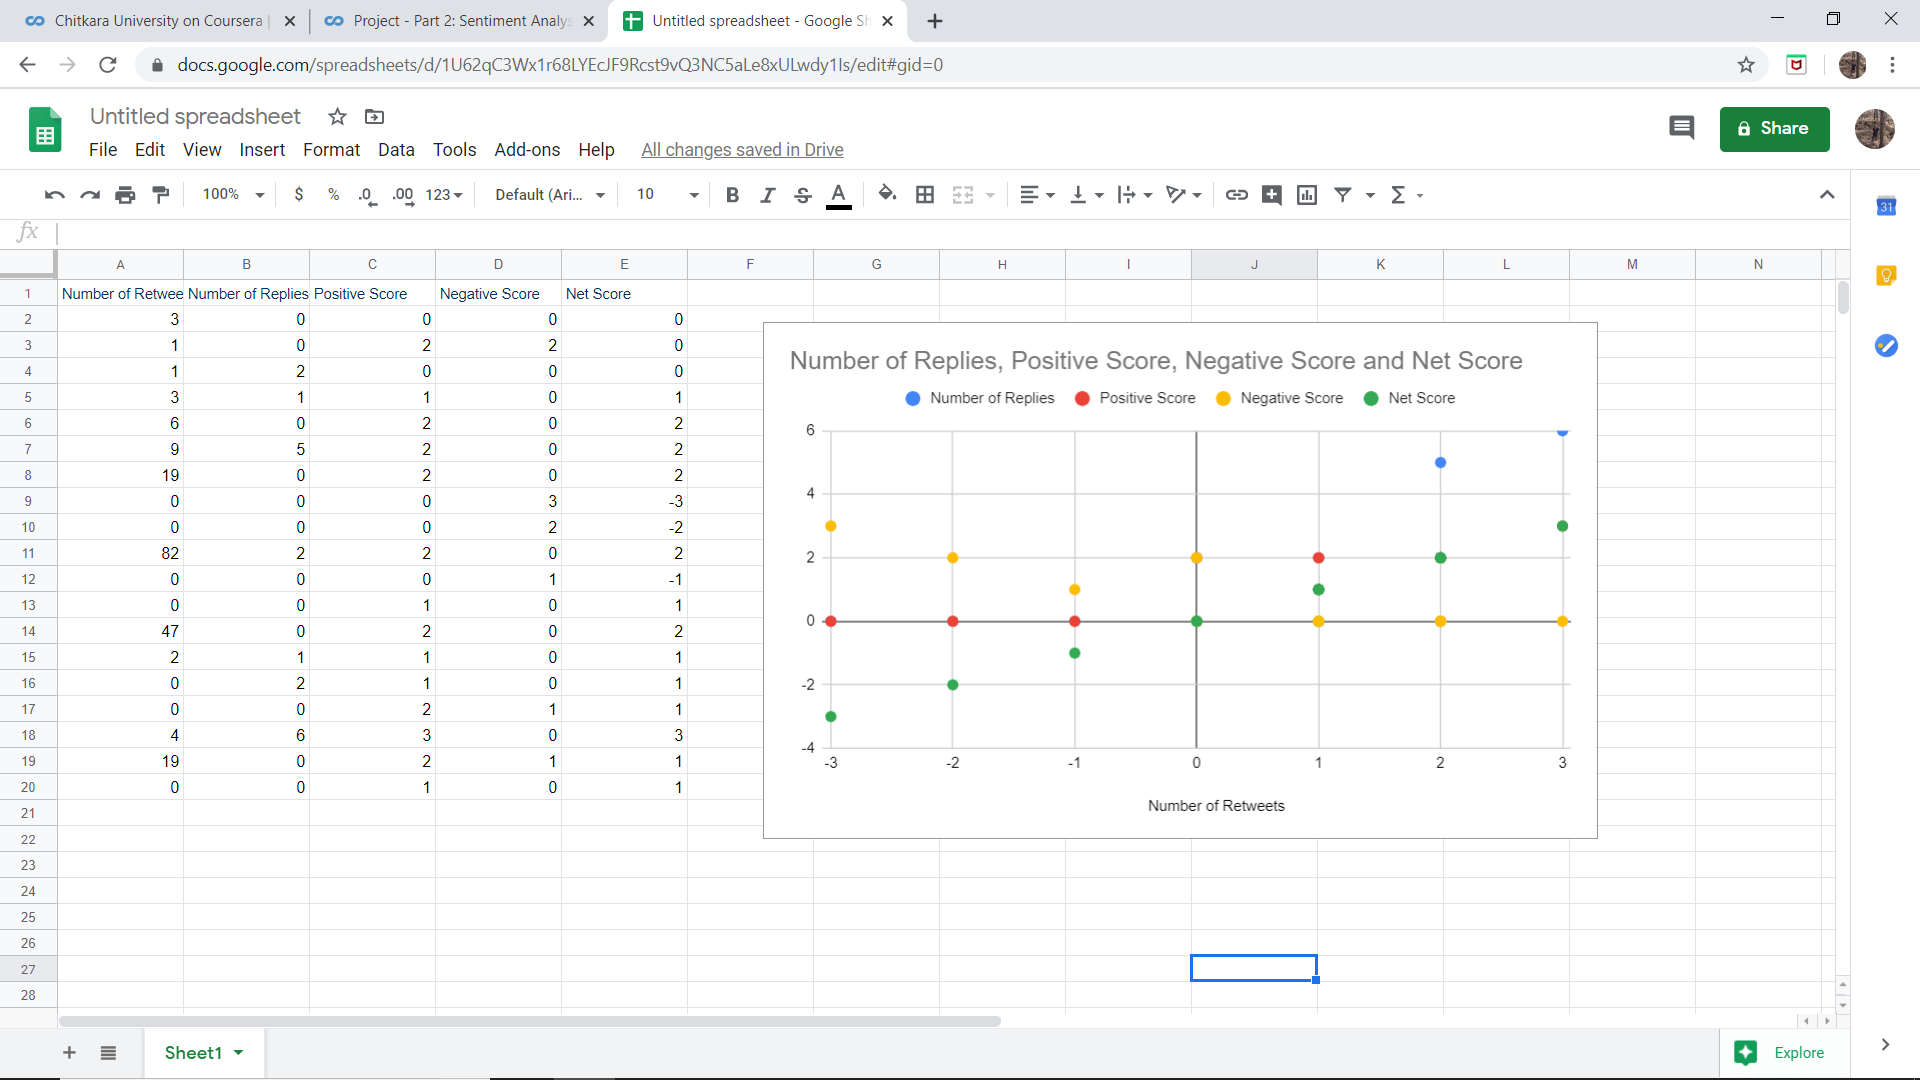 Chitkara University on Coursera
Project - Part 2: Sentiment Analys
Untitled spreadsheet - Google Sh
docs.google.com/spreadsheets/d/1U62qC3Wx1r68LYEcJF9Rcst9vQ3NC5aLe8xULwdy1Is/edit#gid=0
Untitled spreadsheet
Share
File Edit View Insert Format Data Tools Add-ons Help All changes saved in Drive
100% $ % .0 .00 123 Default (Ari... 10 B I S A
31
fx
A B C D E F G H I J K L M N
1 Number of Retwee Number of Replies Positive Score Negative Score Net Score
2 3 0 0 0 0
3 1 0 2 2 0
4 1 2 0 0 0
5 3 1 1 0 1
6 6 0 2 0 2
7 9 5 2 0 2
8 19 0 2 0 2
9 0 0 0 3 -3
10 0 0 0 2 -2
11 82 2 2 0 2
12 0 0 0 1 -1
13 0 0 1 0 1
14 47 0 2 0 2
15 2 1 1 0 1
16 0 2 1 0 1
17 0 0 2 1 1
18 4 6 3 0 3
19 19 0 2 1 1
20 0 0 1 0 1
21
22
23
24
25
26
27
28
Number of Replies, Positive Score, Negative Score and Net Score
Number of Replies Positive Score Negative Score Net Score
6
4
2
0
-2
-4
-3 -2 -1 0 1 2 3
Number of Retweets
Sheet1
Explore